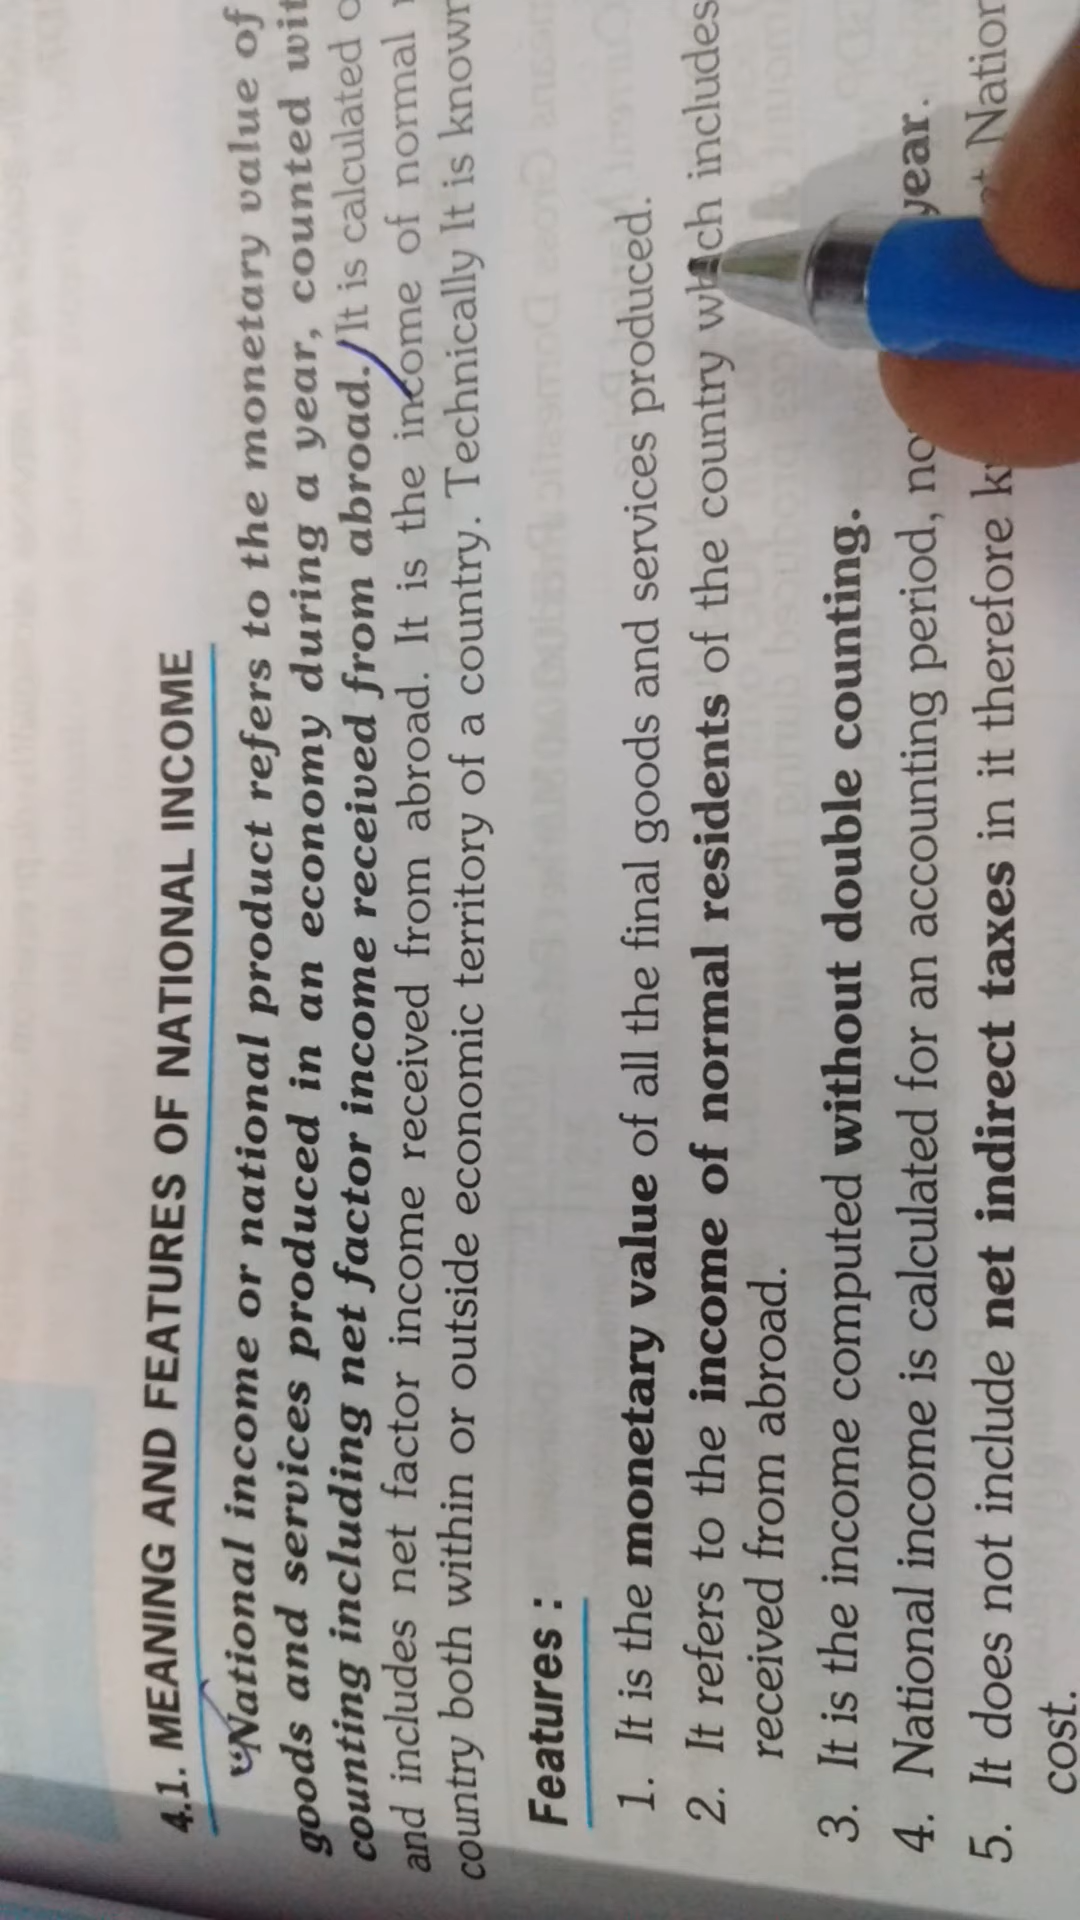 4.1. MEANING AND FEATURES OF NATIONAL INCOME
"National income or national product refers to the monetary value of
goods and services produced in an economy during a year, counted
counting including net factor income received from abroad. It is calculated
and includes net factor income received from abroad. It is the income of normal
country both within or outside economic territory of a country. Technically It is known
Features :
1. It is the monetary value of all the final goods and services produced.
2. It refers to the income of normal residents of the country which includes
received from abroad.
3. It is the income computed without double counting.
4. National income is calculated for an accounting period, year.
5. It does not include net indirect taxes in it therefore
cost.